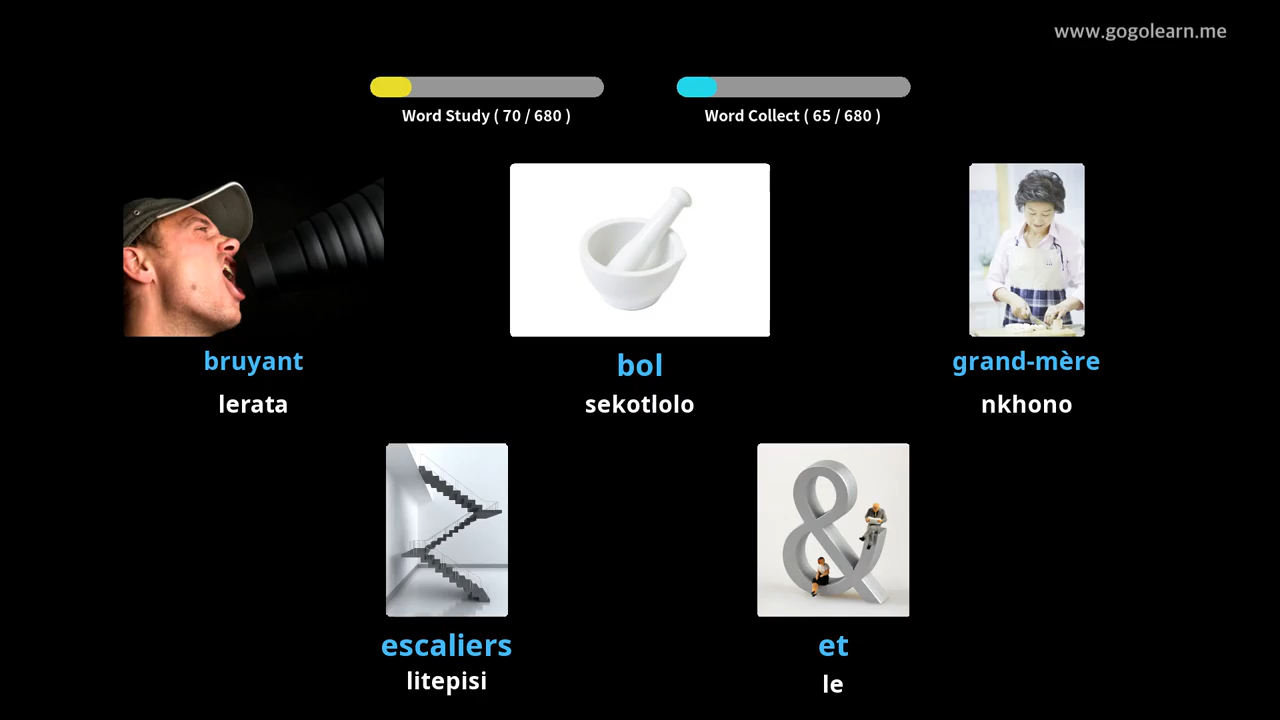 www.gogolearn.me
Word Study ( 70 / 680 )
Word Collect ( 65 / 680 )
bruyant
lerata
bol
sekotlolo
grand-mère
nkhono
escaliers
litepisi
et
le
&